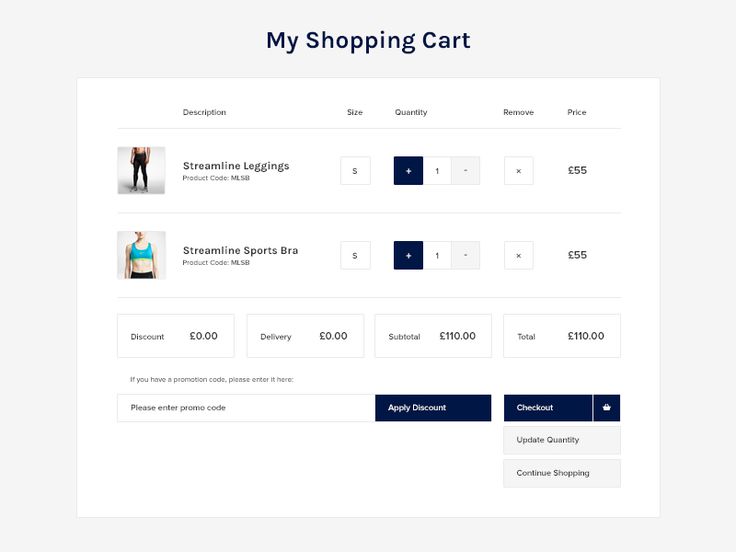 My Shopping Cart
Description Size Quantity Remove Price
Streamline Leggings
Product Code: MLSB
S + 1 - × £55
Streamline Sports Bra
Product Code: MLSB
S + 1 - × £55
Discount £0.00 Delivery £0.00 Subtotal £110.00 Total £110.00
If you have a promotion code, please enter it here:
Please enter promo code Apply Discount Checkout
Update Quantity
Continue Shopping